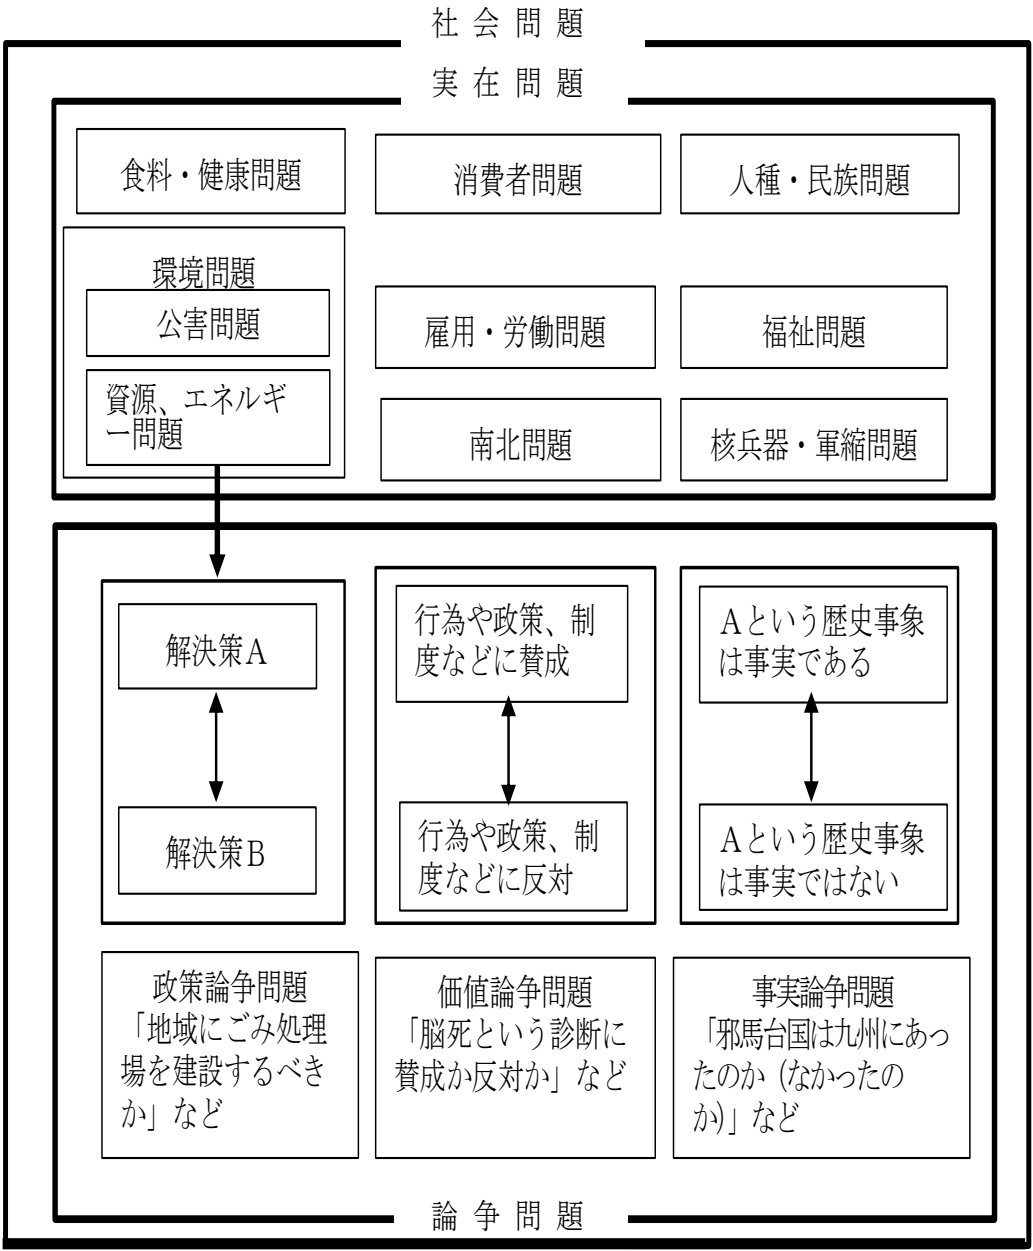 社会問題
実在問題
食料・健康問題
消費者問題
人種・民族問題
環境問題
公害問題
資源、エネルギ
ー問題
雇用・労働問題
福祉問題
南北問題
核兵器・軍縮問題
解決策Ａ
解決策Ｂ
行為や政策、制
度などに賛成
行為や政策、制
度などに反対
Ａという歴史事象
は事実である
Ａという歴史事象
は事実ではない
政策論争問題
「地域にごみ処理
場を建設するべき
か」など
価値論争問題
「脳死という診断に
賛成か反対か」など
事実論争問題
「邪馬台国は九州にあっ
たのか（なかったの
か）」など
論争問題